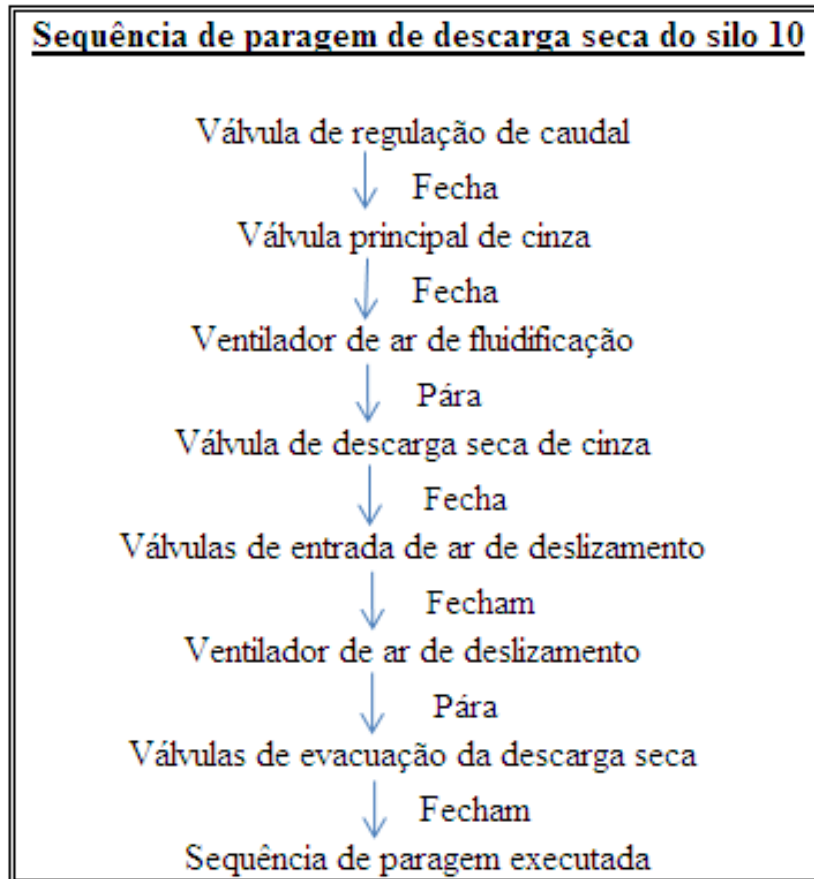 Sequência de paragem de descarga seca do silo 10
Válvula de regulação de caudal
Fecha
Válvula principal de cinza
Fecha
Ventilador de ar de fluidificação
Pára
Válvula de descarga seca de cinza
Fecha
Válvulas de entrada de ar de deslizamento
Fecham
Ventilador de ar de deslizamento
Pára
Válvulas de evacuação da descarga seca
Fecham
Sequência de paragem executada